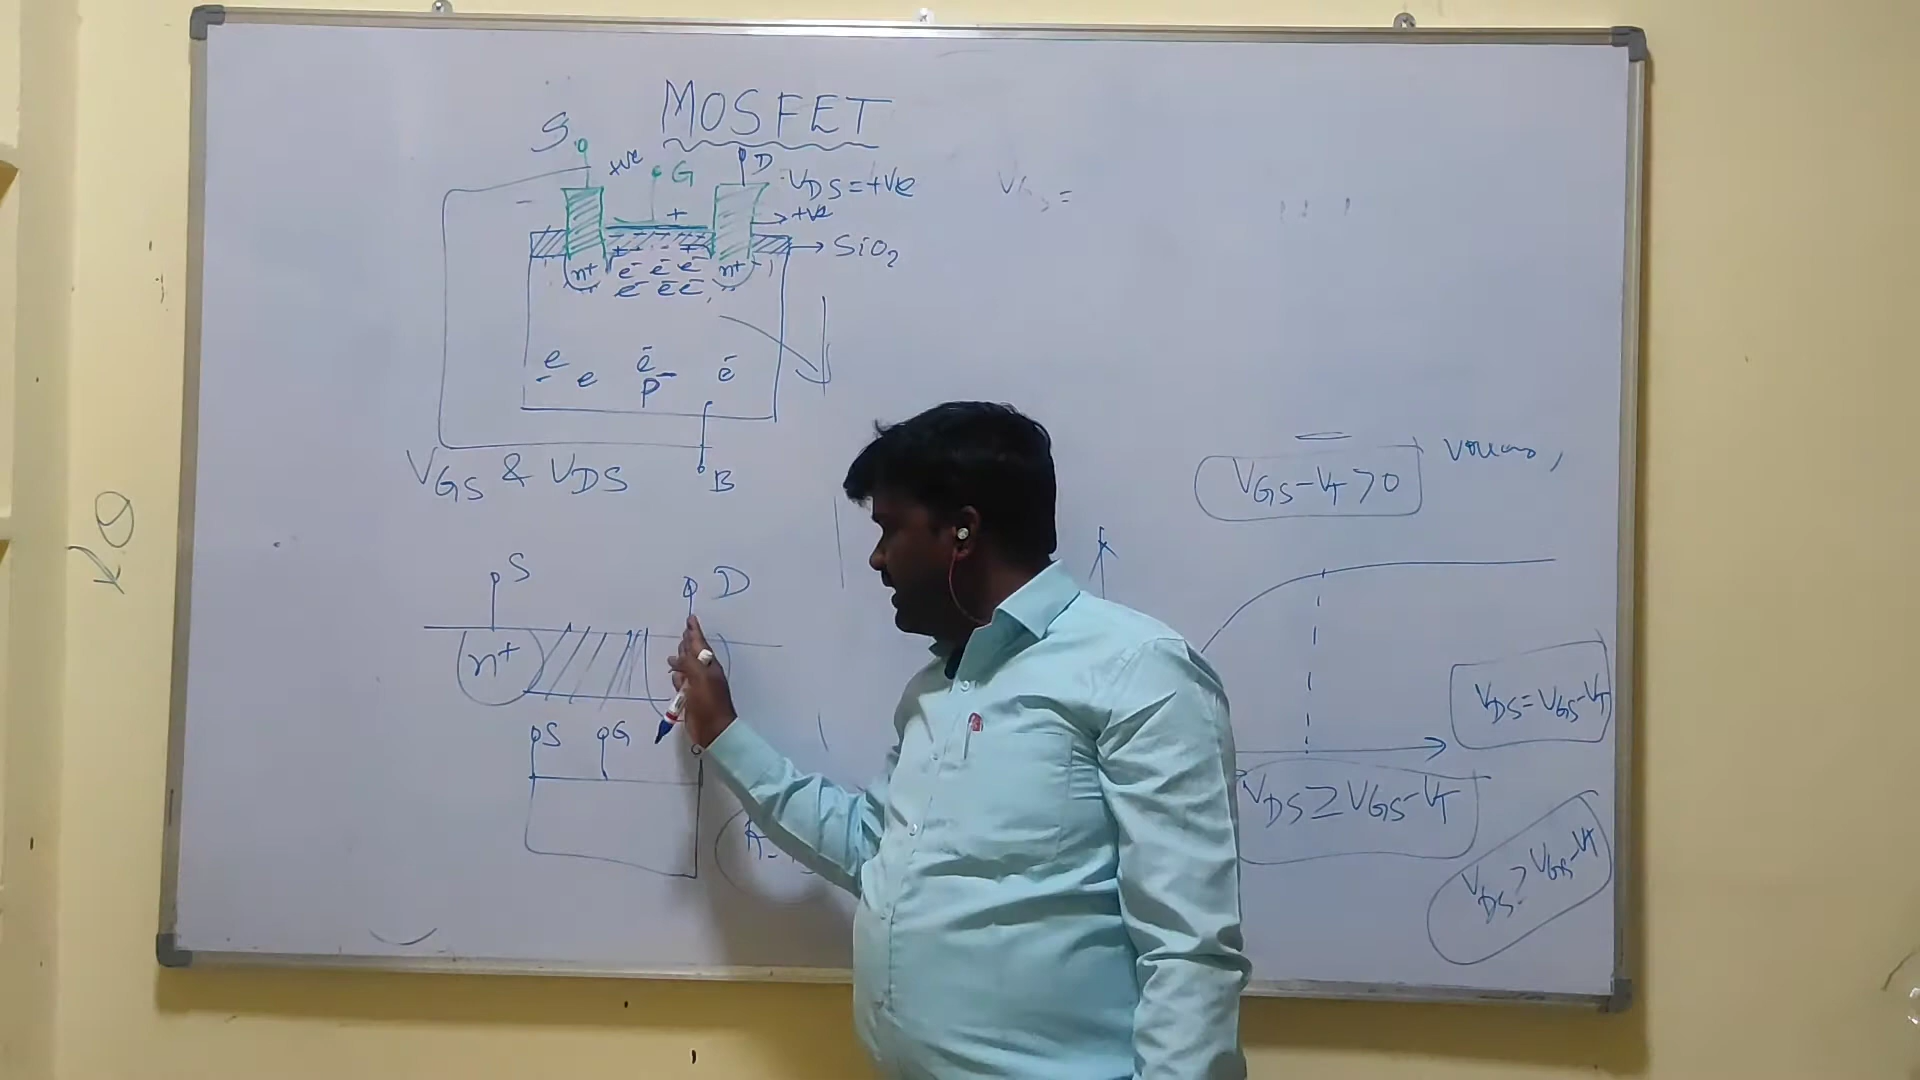 MOSFET
S
+ve
G
D
VDS=+Ve
+
+ve
SiO2
n+
e- e- e-
n+
e- e- e-
e e e- e-
P-
B
VGS & VDS
VGS=
VGS-VT>0
S
D
n+
S
G
VDS=VGS-VT
VDS≥VGS-VT
VDS>VGS-VT